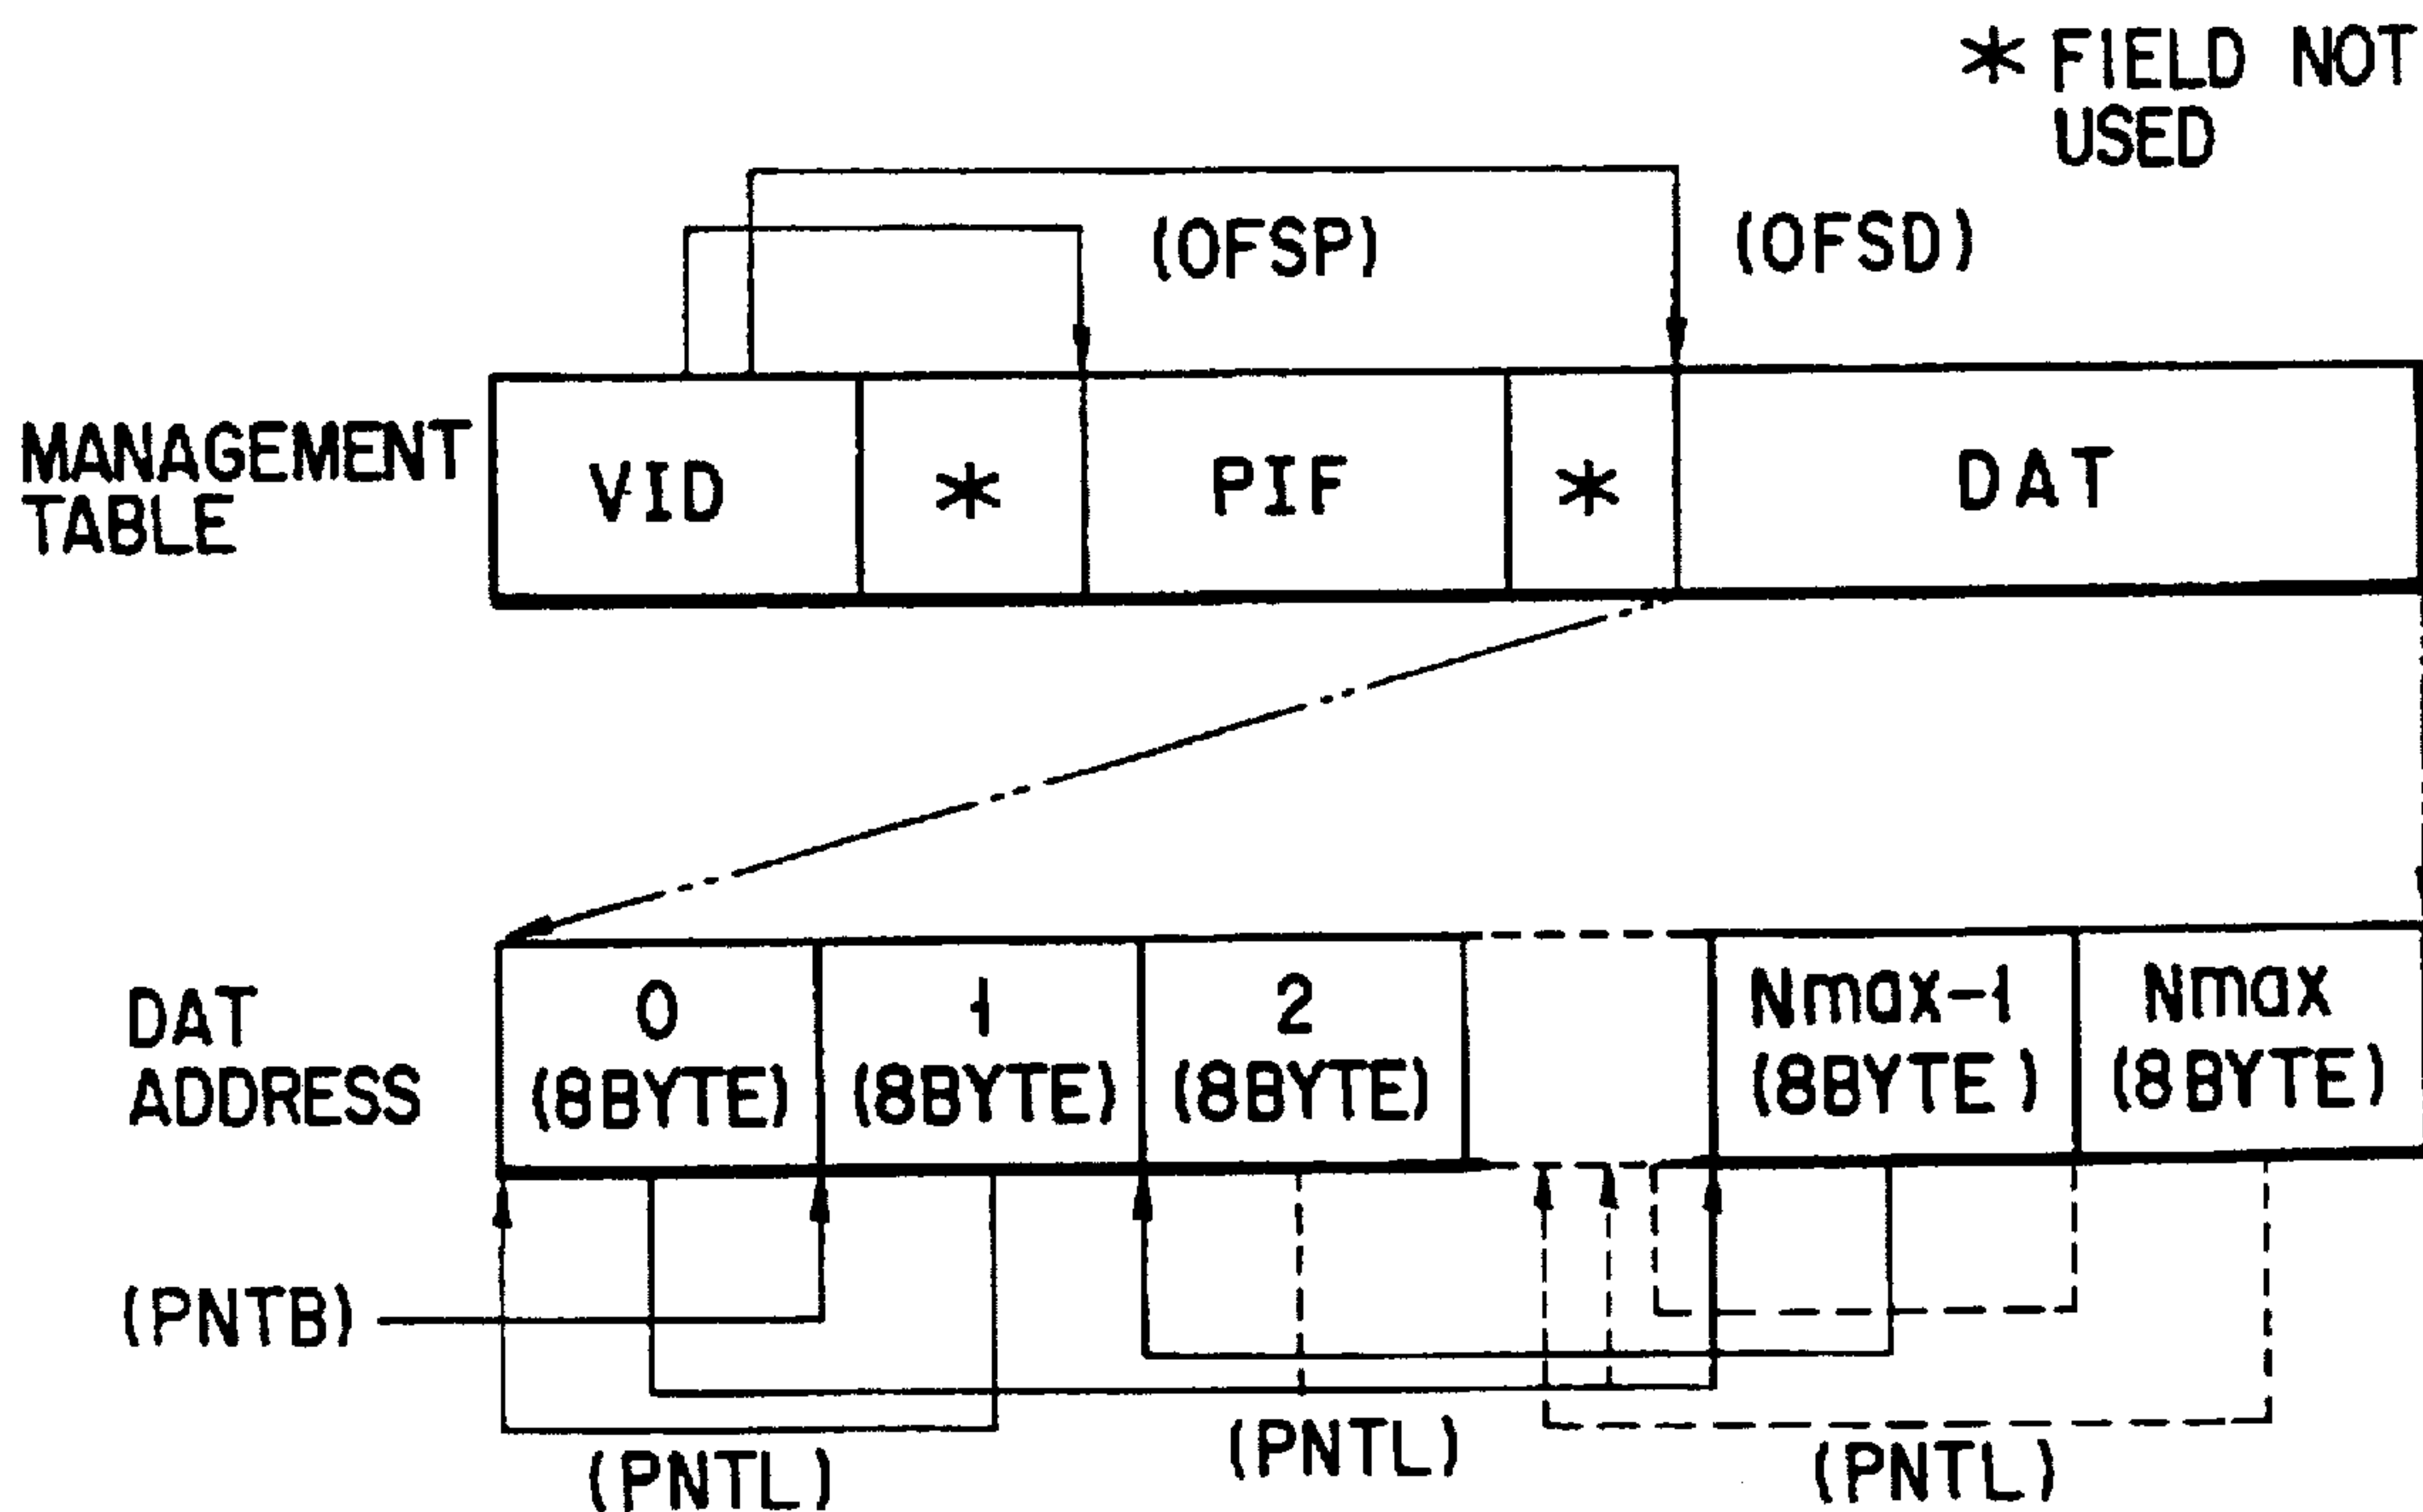 * FIELD NOT
USED
(OFSP) (OFSD)
MANAGEMENT
TABLE
VID * PIF * DAT
DAT
ADDRESS
0 1 2 Nmax-1 Nmax
(8BYTE) (8BYTE) (8BYTE) (8BYTE) (8BYTE)
(PNTB)
(PNTL) (PNTL) (PNTL)